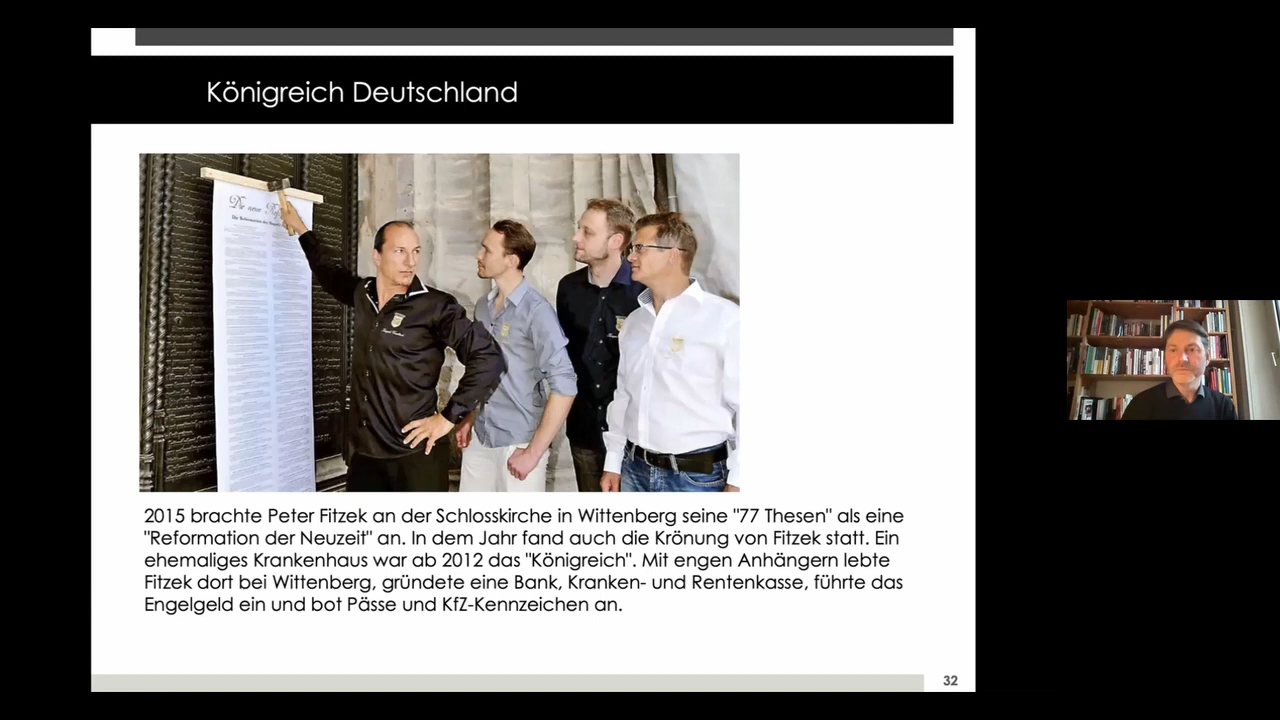 Königreich Deutschland
2015 brachte Peter Fitzek an der Schlosskirche in Wittenberg seine "77 Thesen" als eine
"Reformation der Neuzeit" an. In dem Jahr fand auch die Krönung von Fitzek statt. Ein
ehemaliges Krankenhaus war ab 2012 das "Königreich". Mit engen Anhängern lebte
Fitzek dort bei Wittenberg, gründete eine Bank, Kranken- und Rentenkasse, führte das
Engelgeld ein und bot Pässe und KfZ-Kennzeichen an.
32